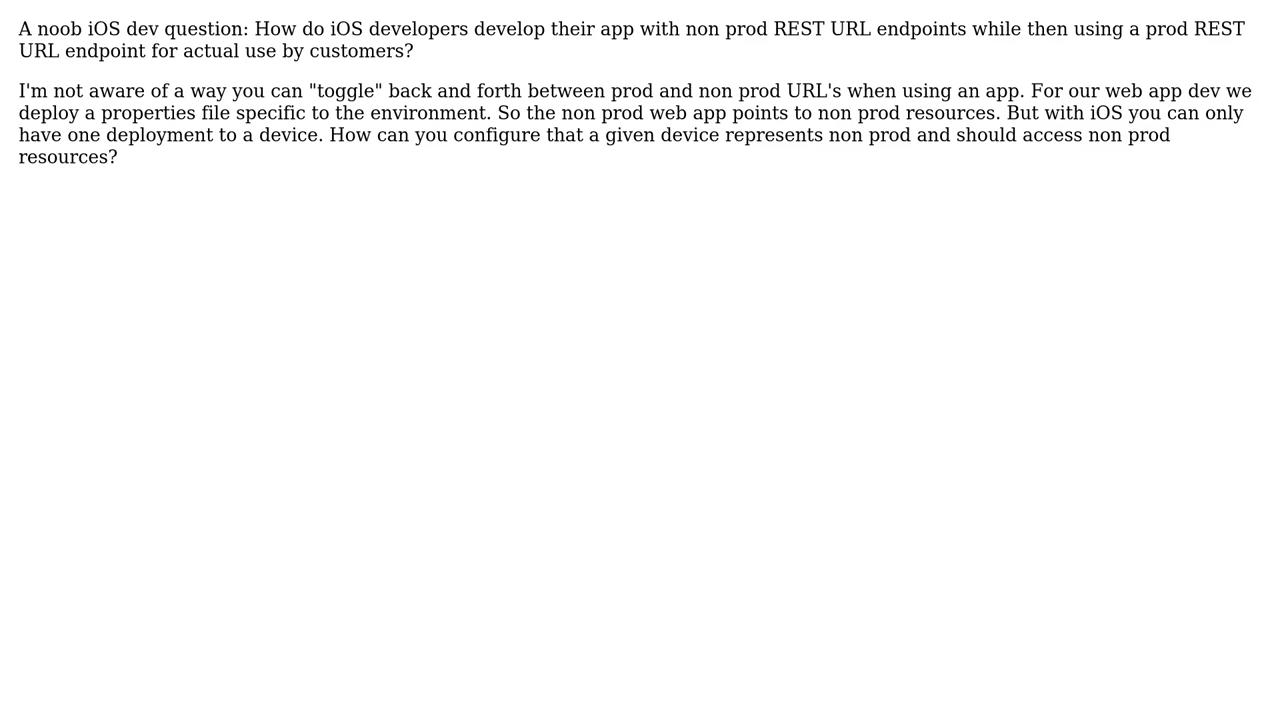 A noob iOS dev question: How do iOS developers develop their app with non prod REST URL endpoints while then using a prod REST
URL endpoint for actual use by customers?
I'm not aware of a way you can "toggle" back and forth between prod and non prod URL's when using an app. For our web app dev we
deploy a properties file specific to the environment. So the non prod web app points to non prod resources. But with iOS you can only
have one deployment to a device. How can you configure that a given device represents non prod and should access non prod
resources?